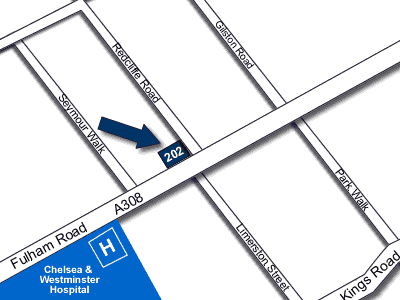 Redcliffe Road
Gilston Road
Seymour Walk
202
Park Walk
A308
Fulham Road
Limerston Street
Kings Road
H
Chelsea &
Westminster
Hospital